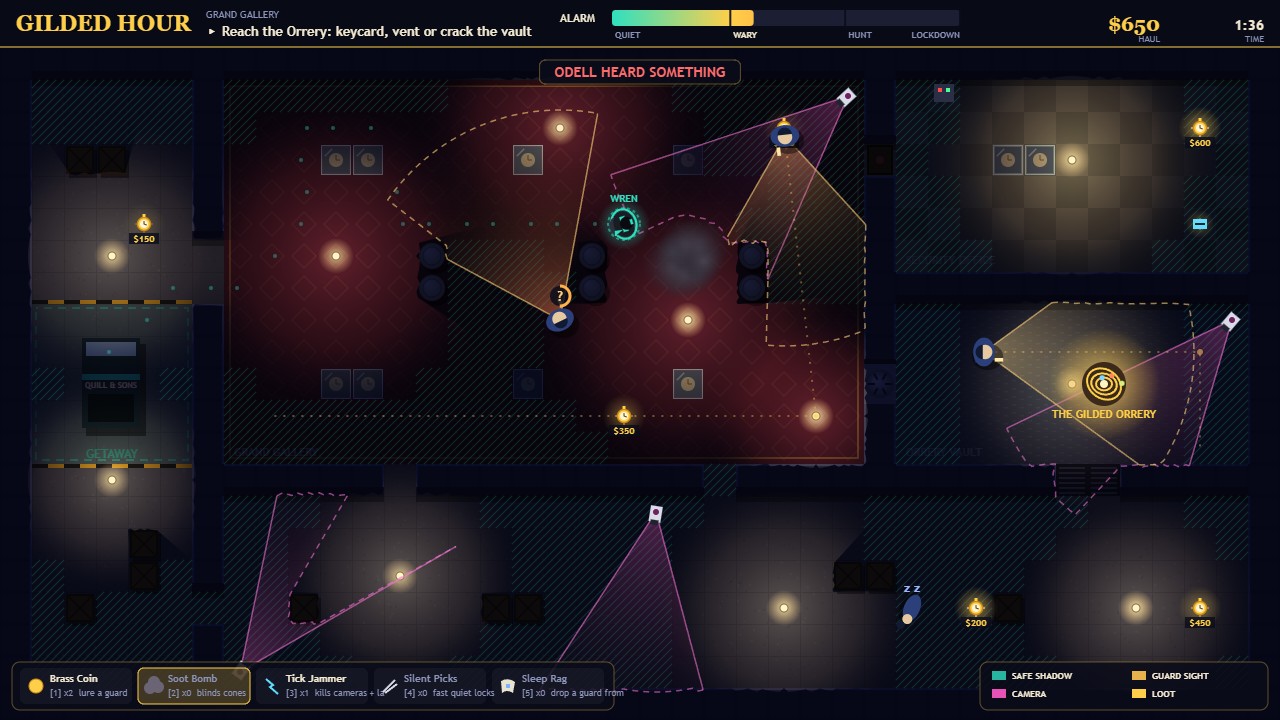 GILDED HOUR
GRAND GALLERY
▸ Reach the Orrery: keycard, vent or crack the vault
ALARM
QUIET
WARY
HUNT
LOCKDOWN
$650
HAUL
1:36
TIME
ODELL HEARD SOMETHING
$600
WREN
$150
?
QUILL & SONS
THE GILDED ORRERY
$350
GETAWAY
GRAND GALLERY
z z
$200
$450
Brass Coin
[1] x2 lure a guard
Soot Bomb
[2] x0 blinds cones
Tick Jammer
[3] x1 kills cameras + la
Silent Picks
[4] x0 fast quiet locks
Sleep Rag
[5] x0 drop a guard from
SAFE SHADOW
GUARD SIGHT
CAMERA
LOOT